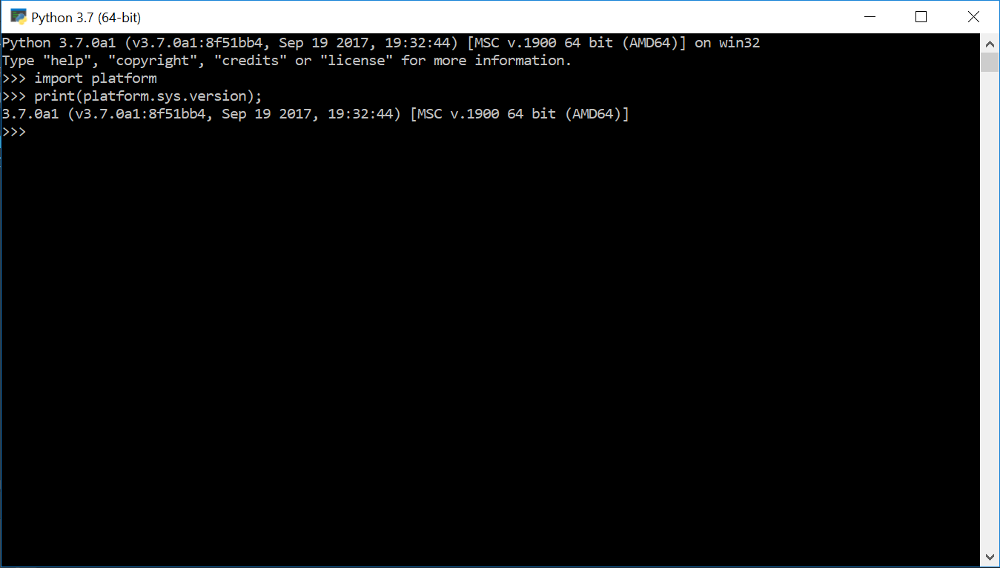 Python 3.7 (64-bit)
Python 3.7.0a1 (v3.7.0a1:8f51bb4, Sep 19 2017, 19:32:44) [MSC v.1900 64 bit (AMD64)] on win32
Type "help", "copyright", "credits" or "license" for more information.
>>> import platform
>>> print(platform.sys.version);
3.7.0a1 (v3.7.0a1:8f51bb4, Sep 19 2017, 19:32:44) [MSC v.1900 64 bit (AMD64)]
>>>